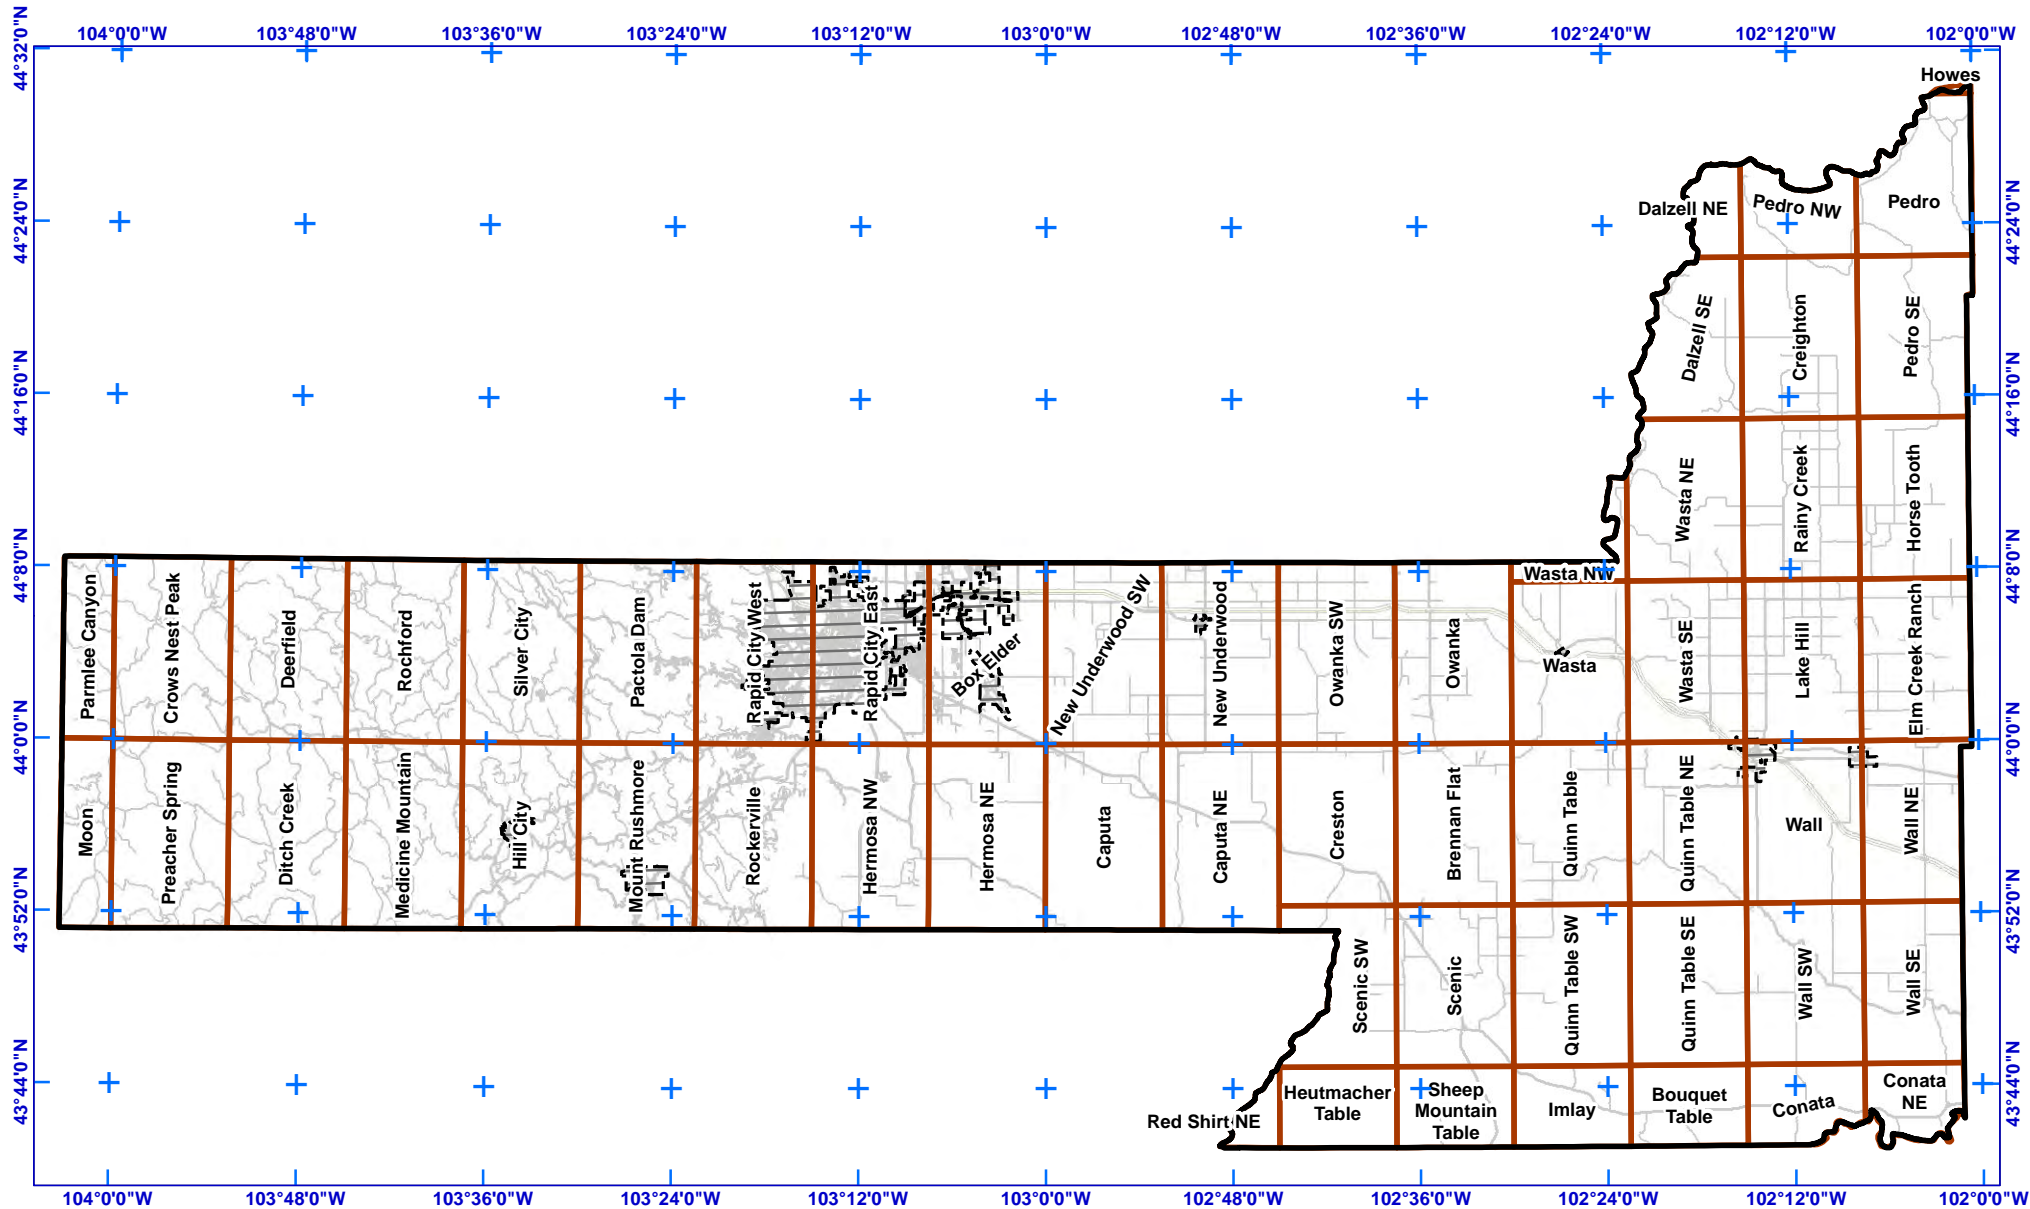 104°0'0"W
103°48'0"W
103°36'0"W
103°24'0"W
103°12'0"W
103°0'0"W
102°48'0"W
102°36'0"W
102°24'0"W
102°12'0"W
102°0'0"W
44°32'0"N
44°32'0"N
Howes
44°24'0"N
Dalzell NE
Pedro NW
Pedro
44°24'0"N
44°16'0"N
Dalzell SE
Creighton
Pedro SE
44°16'0"N
Wasta NE
Rainy Creek
Horse Tooth
44°8'0"N
Wasta NW
44°8'0"N
Parmlee Canyon
Crows Nest Peak
Deerfield
Rochford
Silver City
Pactola Dam
Rapid City West
Rapid City East
Box Elder
New Underwood SW
New Underwood
Owanka SW
Owanka
Wasta
Wasta SE
Lake Hill
Elm Creek Ranch
44°0'0"N
44°0'0"N
Moon
Preacher Spring
Ditch Creek
Medicine Mountain
Hill City
Mount Rushmore
Rockerville
Hermosa NW
Hermosa NE
Caputa
Caputa NE
Creston
Brennan Flat
Quinn Table
Quinn Table NE
Wall
Wall NE
43°52'0"N
43°52'0"N
Scenic SW
Scenic
Quinn Table SW
Quinn Table SE
Wall SW
Wall SE
43°44'0"N
43°44'0"N
Red Shirt NE
Heutmacher
Table
Sheep
Mountain
Table
Imlay
Bouquet
Table
Conata
Conata
NE
104°0'0"W
103°48'0"W
103°36'0"W
103°24'0"W
103°12'0"W
103°0'0"W
102°48'0"W
102°36'0"W
102°24'0"W
102°12'0"W
102°0'0"W